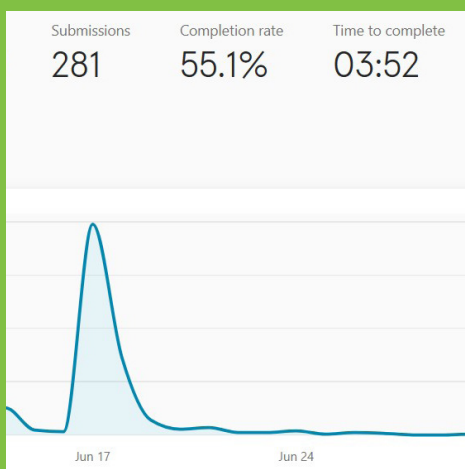 Submissions Completion rate Time to complete
281 55.1% 03:52
Jun 17 Jun 24